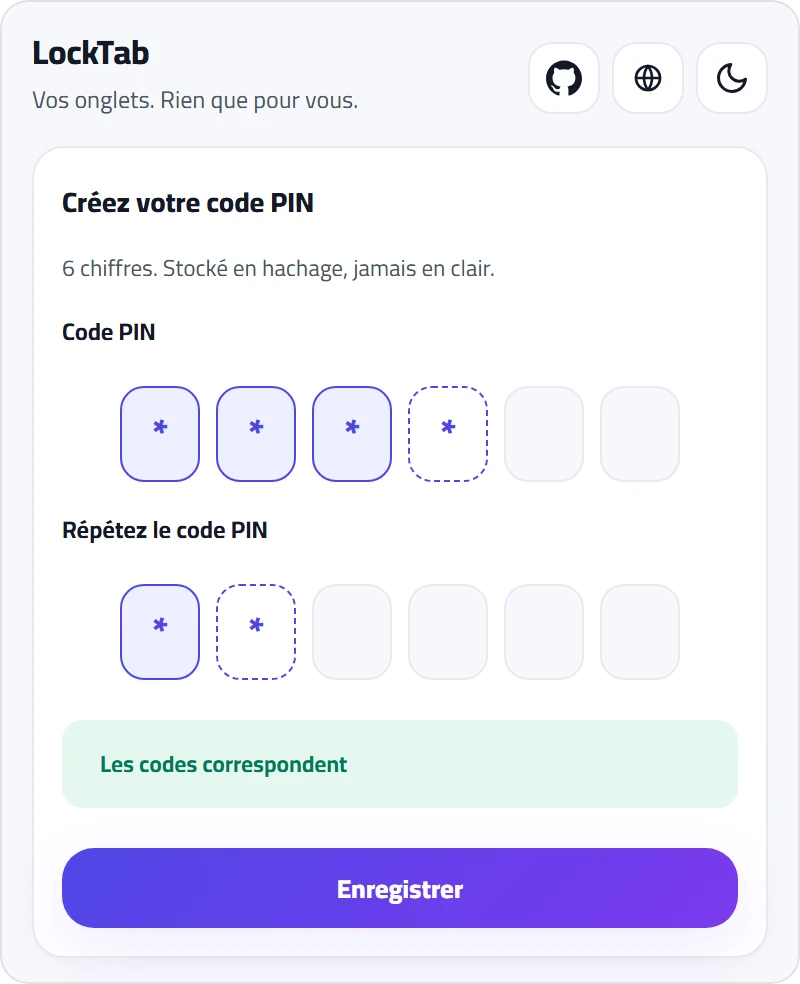 LockTab
Vos onglets. Rien que pour vous.
Créez votre code PIN
6 chiffres. Stocké en hachage, jamais en clair.
Code PIN
* * * *
Répétez le code PIN
* *
Les codes correspondent
Enregistrer